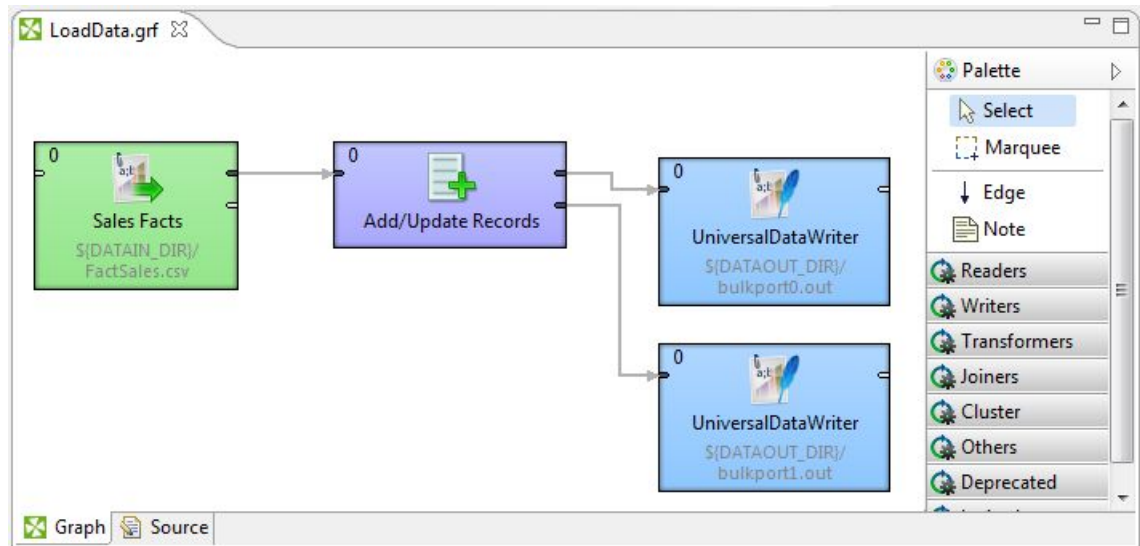 LoadData.grf
Palette
Select
Marquee
Edge
Note
Readers
Writers
Transformers
Joiners
Cluster
Others
Deprecated
0
Sales Facts
${DATAIN_DIR}/
FactSales.csv
0
Add/Update Records
0
UniversalDataWriter
${DATAOUT_DIR}/
bulkport0.out
0
UniversalDataWriter
${DATAOUT_DIR}/
bulkport1.out
Graph
Source